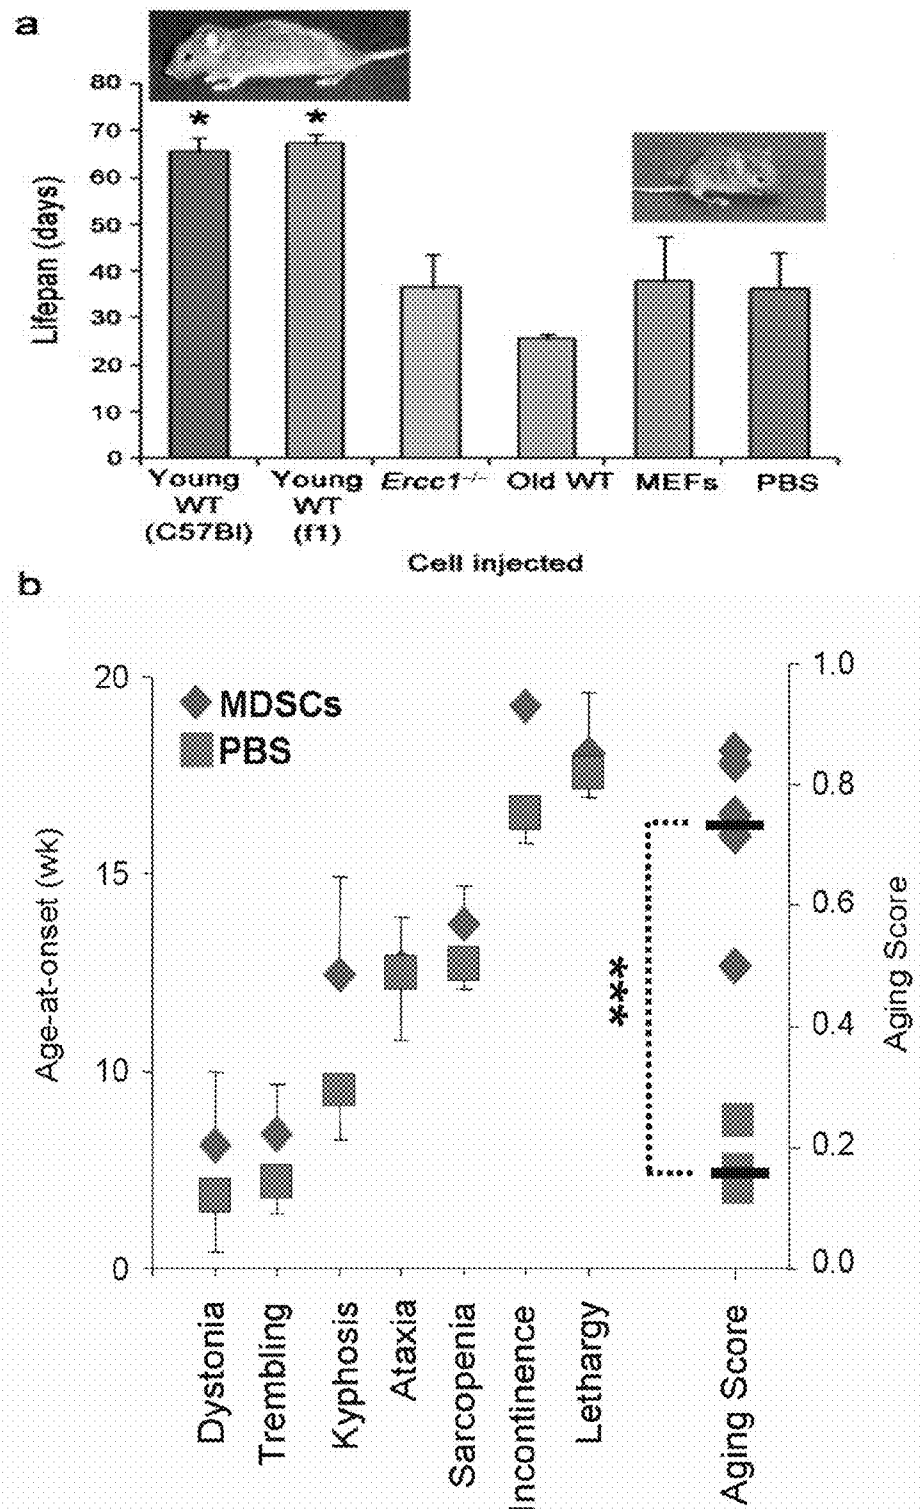 a
80
70
60
50
40
30
20
10
0
Lifepan (days)
* *
Young WT (C57Bl)
Young WT (f1)
Ercc1-/-
Old WT
MEFs
PBS
Cell injected
b
20
15
10
0
Age-at-onset (wk)
MDSCs
PBS
***
1.0
0.8
0.6
0.4
0.2
0.0
Aging Score
Dystonia
Trembling
Kyphosis
Ataxia
Sarcopenia
Incontinence
Lethargy
Aging Score